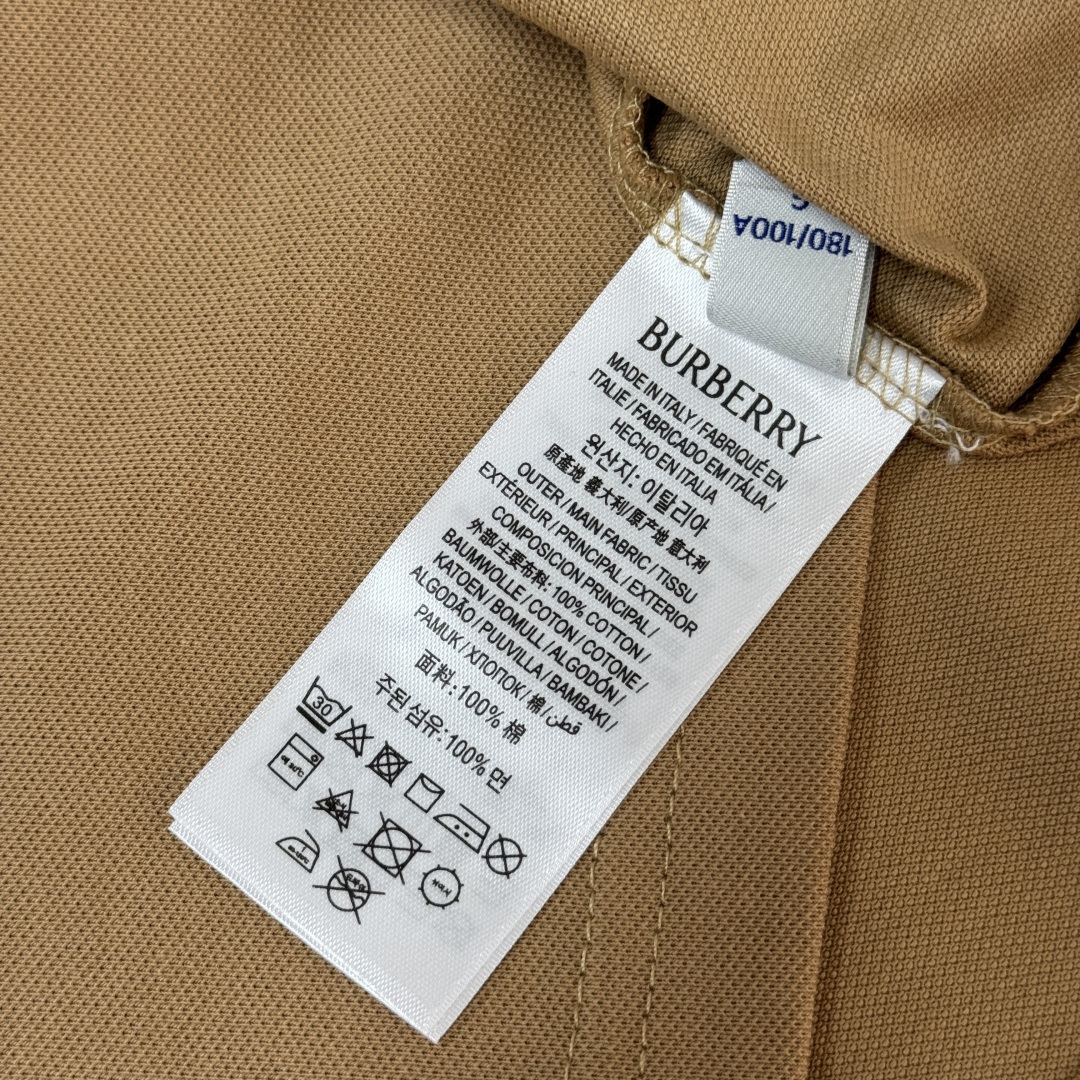 6
180/100A
BURBERRY
MADE IN ITALY / FABRIQUÉ EN
ITALIE / FABRICADO EM ITÁLIA /
HECHO EN ITALIA
원산지: 이탈리아
原產地 義大利/原产地 意大利
OUTER / MAIN FABRIC / TISSU
EXTÉRIEUR / PRINCIPAL / EXTERIOR
COMPOSICION PRINCIPAL /
外部/主要布料: 100% COTTON /
BAUMWOLLE / COTON / COTONE /
KATOEN / BOMULL / ALGODÓN /
ALGODÃO / PUUVILLA / BAMBAKI /
PAMUK / ХПОПОК / 棉 / قطن
面料: 100% 棉
주된 섬유: 100% 면
30